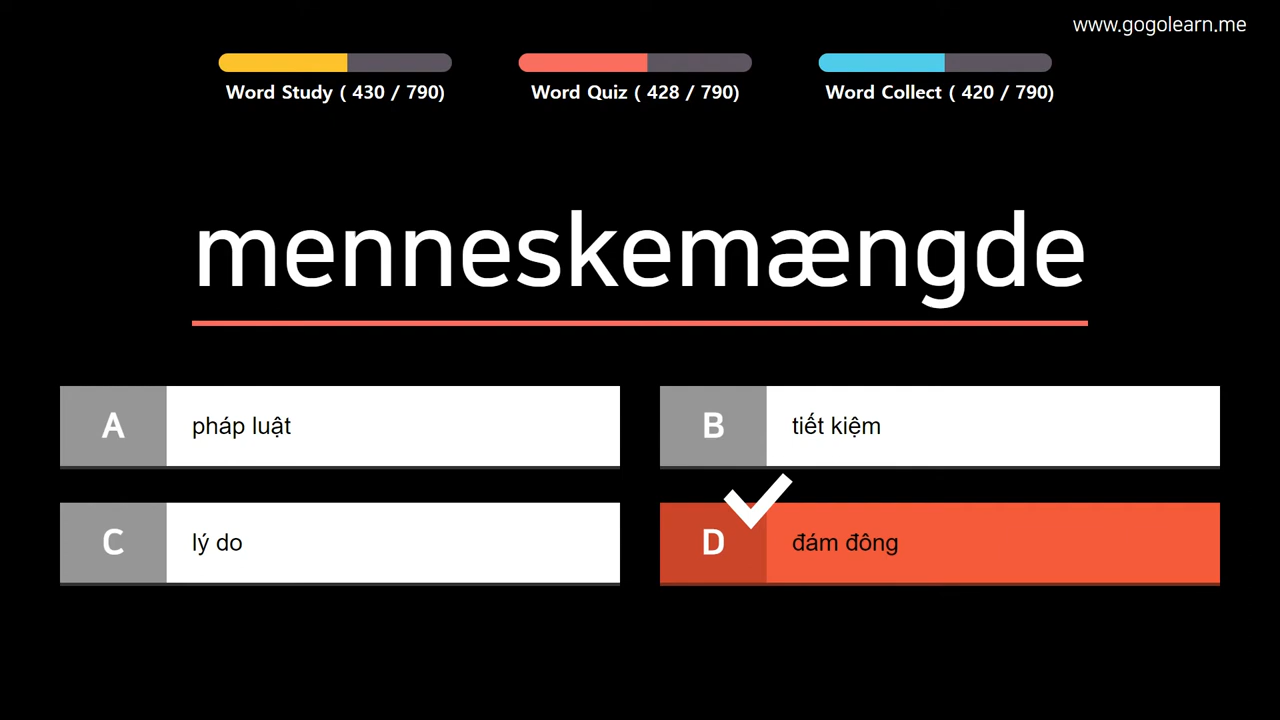 www.gogolearn.me
Word Study ( 430 / 790)
Word Quiz ( 428 / 790)
Word Collect ( 420 / 790)
menneskemængde
A pháp luật
B tiết kiệm
C lý do
D đám đông